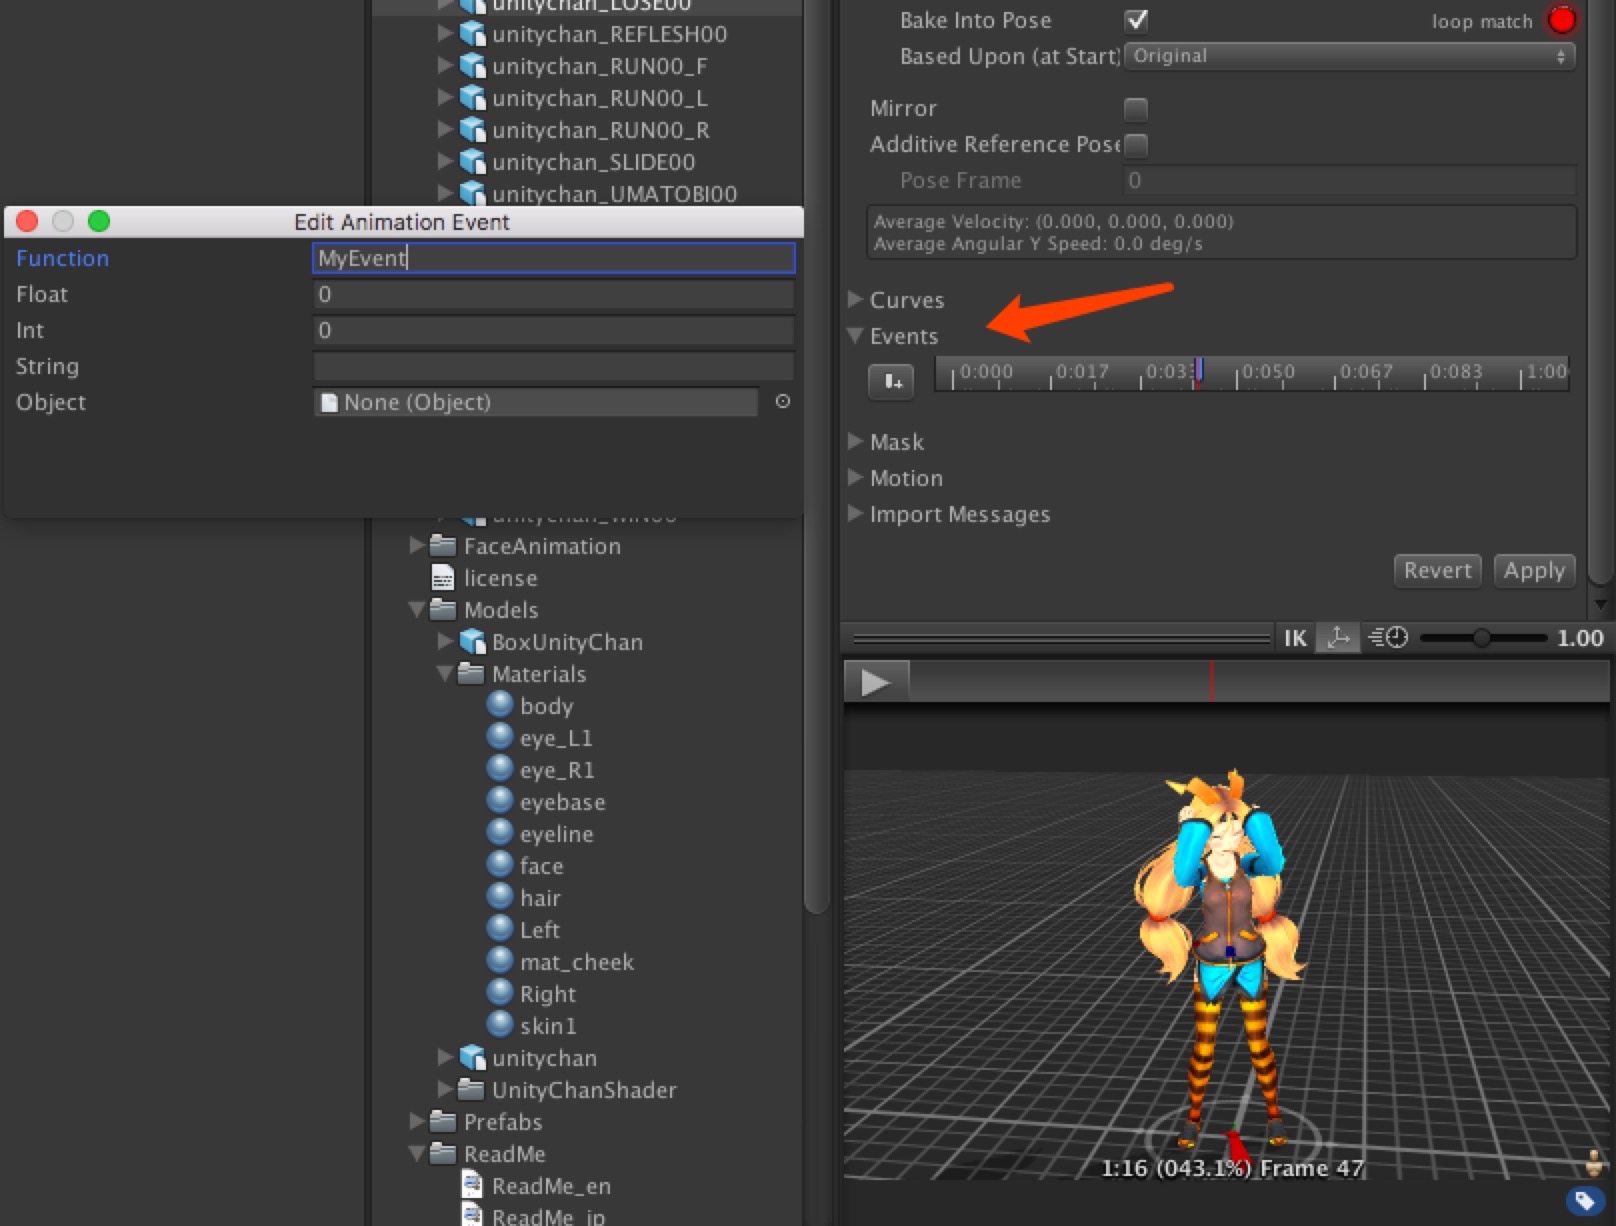 unitychan_LOSE00
unitychan_REFLESH00
unitychan_RUN00_F
unitychan_RUN00_L
unitychan_RUN00_R
unitychan_SLIDE00
unitychan_UMATOBI00
Edit Animation Event
Function MyEvent
Float 0
Int 0
String
Object None (Object)
unitychan_WIN00
FaceAnimation
license
Models
BoxUnityChan
Materials
body
eye_L1
eye_R1
eyebase
eyeline
face
hair
Left
mat_cheek
Right
skin1
unitychan
UnityChanShader
Prefabs
ReadMe
ReadMe_en
ReadMe_jp
Bake Into Pose loop match
Based Upon (at Start) Original
Mirror
Additive Reference Pose
Pose Frame 0
Average Velocity: (0.000, 0.000, 0.000)
Average Angular Y Speed: 0.0 deg/s
Curves
Events
0:000 0:017 0:03 0:050 0:067 0:083 1:00
Mask
Motion
Import Messages
Revert Apply
IK 1.00
1:16 (043.1%) Frame 47